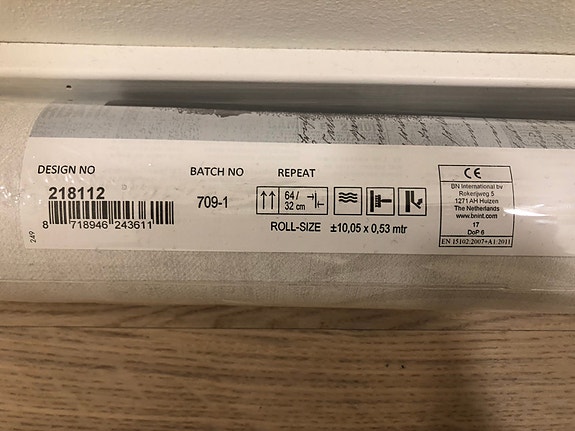 DESIGN NO
218112
8 718946 243611
249
BATCH NO
709-1
REPEAT
64 /
32 cm
ROLL-SIZE ±10,05 x 0,53 mtr
CE
BN International bv
Rokerijweg 5
1271 AH Huizen
The Netherlands
www.bnint.com
17
DoP 6
EN 15102:2007+A1:2011